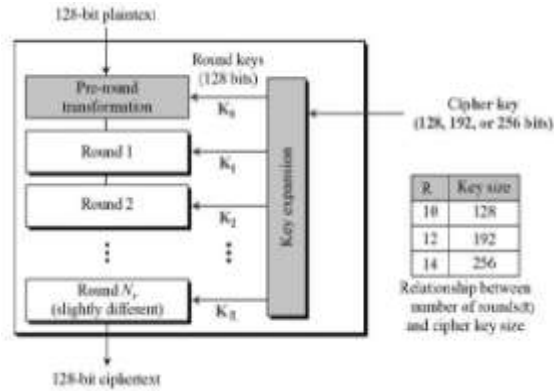 128-bit plaintext
Round keys
(128 bits)
Pre-round
transformation
K₀
Cipher key
(128, 192, or 256 bits)
Round 1
K₁
Round 2
K₂
Key expansion
R Key size
10 128
12 192
14 256
Relationship between
number of rounds(R)
and cipher key size
Round Nᵣ
(slightly different)
128-bit ciphertext